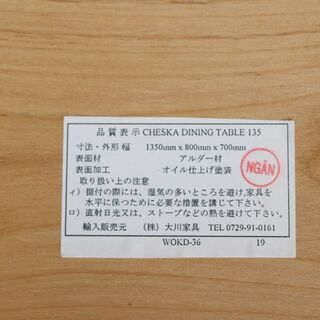 品質表示 CHESKA DINING TABLE 135
寸法・外形 幅 1350mm x 800mm x 700mm
表面材 アルダー材
表面加工 オイル仕上げ塗装
NGÂN
取り扱い上の注意
イ) 据付の際には、湿気の多いところを避け,家具を
水平に保つために必要な措置を講じて下さい。
ロ) 直射日光又は、ストーブなどの熱を避けて下さい。
輸入販売元 (株) 大川家具 TEL 0729-91-0161
WOKD-36 19